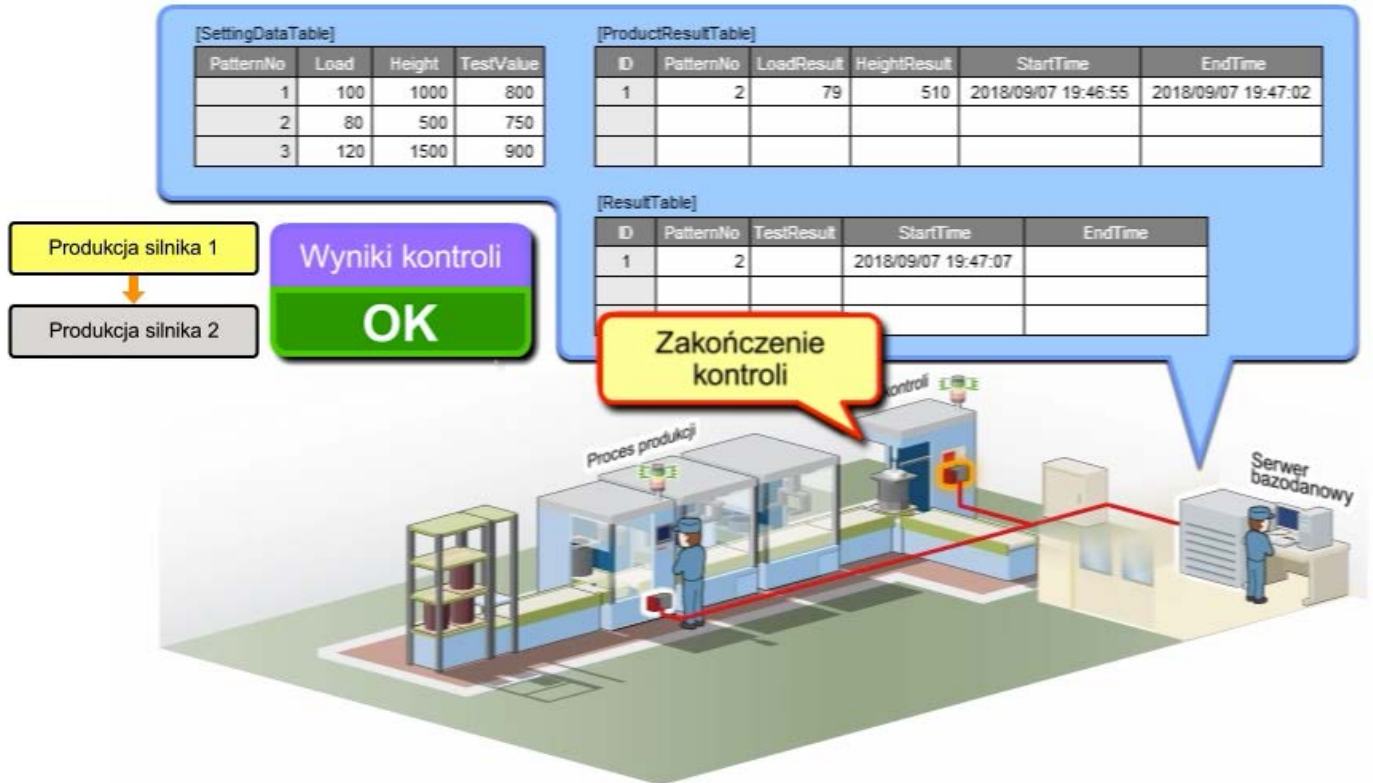 [SettingDataTable]
PatternNo Load Height TestValue
1 100 1000 800
2 80 500 750
3 120 1500 900
[ProductResultTable]
ID PatternNo LoadResult HeightResult StartTime EndTime
1 2 79 510 2018/09/07 19:46:55 2018/09/07 19:47:02
[ResultTable]
ID PatternNo TestResult StartTime EndTime
1 2 2018/09/07 19:47:07
Produkcja silnika 1
Produkcja silnika 2
Wyniki kontroli
OK
Zakończenie
kontroli
kontroli
Proces produkcji
Serwer
bazodanowy